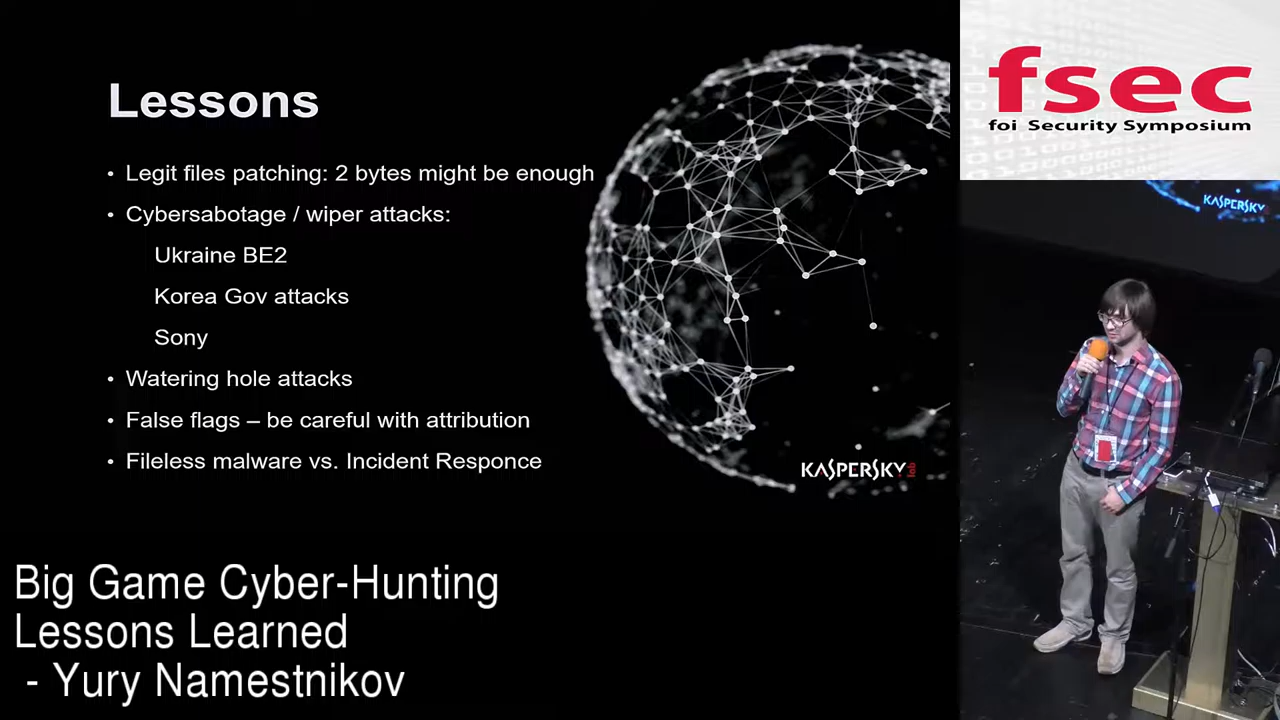 Lessons
• Legit files patching: 2 bytes might be enough
• Cybersabotage / wiper attacks:
Ukraine BE2
Korea Gov attacks
Sony
• Watering hole attacks
• False flags – be careful with attribution
• Fileless malware vs. Incident Responce
KASPERSKY lab
fsec
foi Security Symposium
KASPERSKY
Big Game Cyber-Hunting
Lessons Learned
- Yury Namestnikov